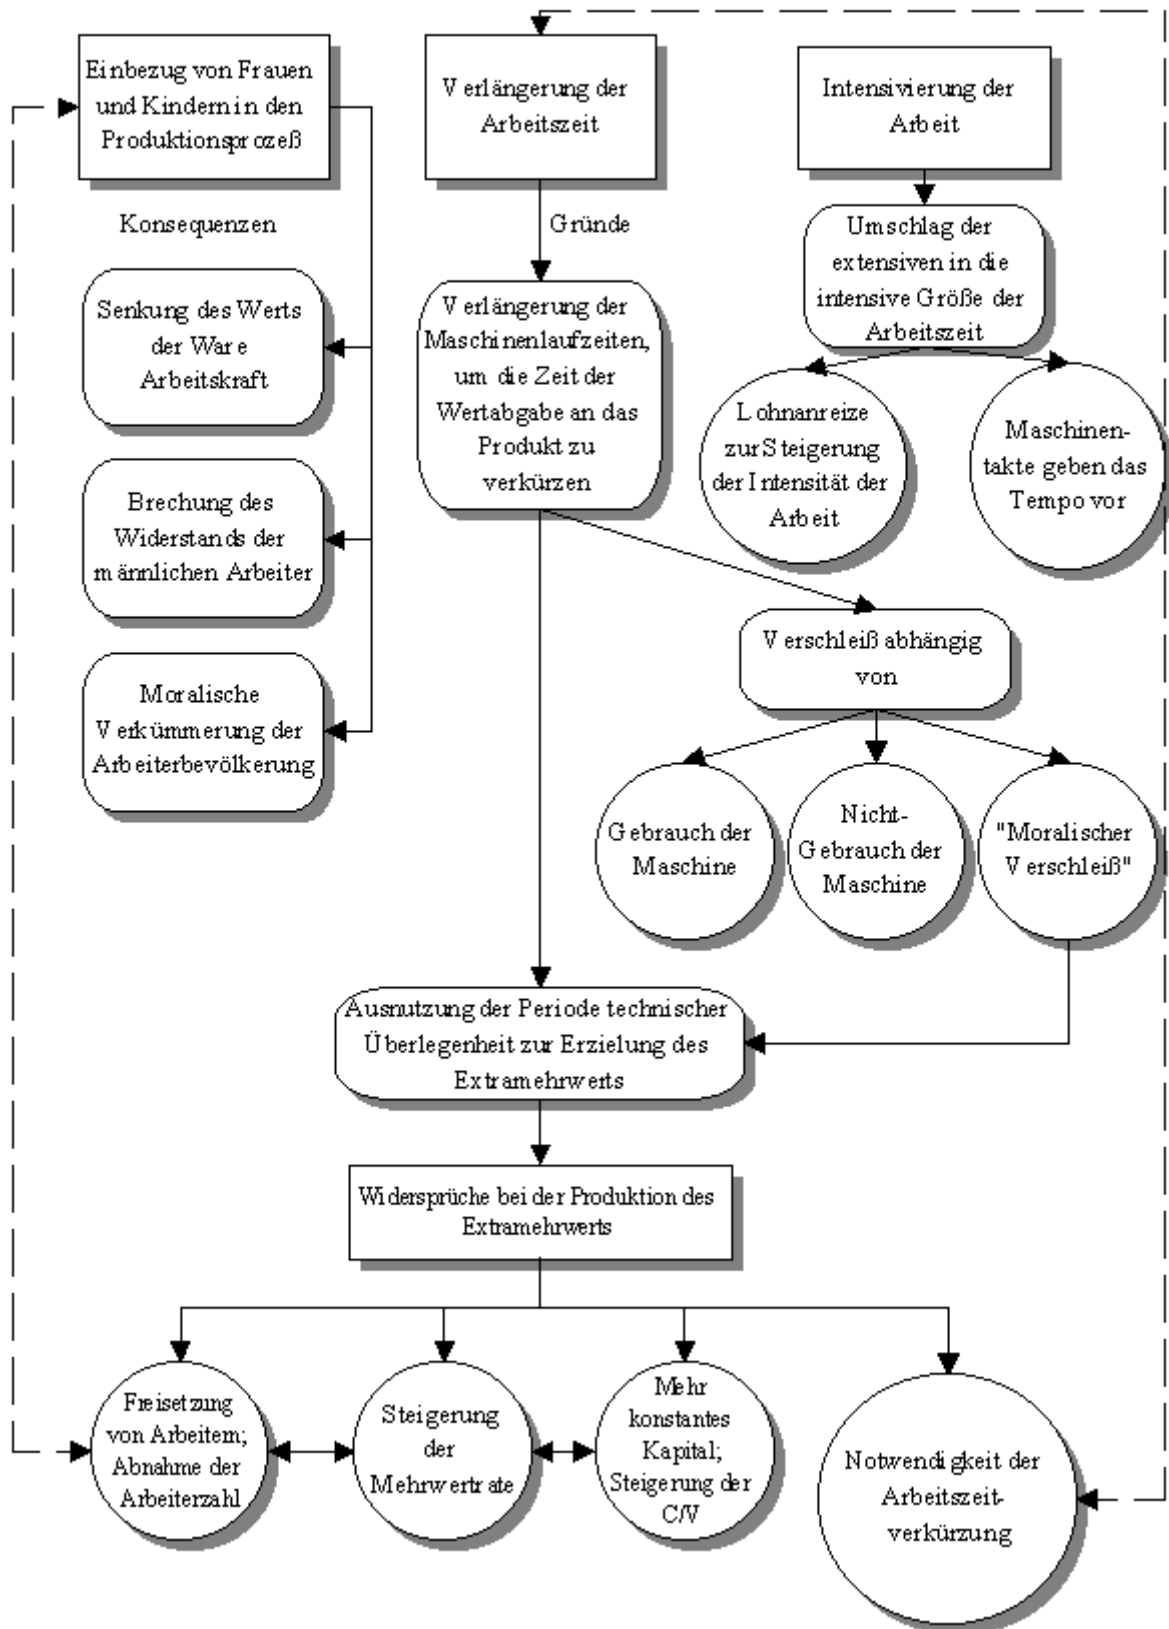 Einbezug von Frauen
und Kindern in den
Produktionsprozeß
Verlängerung der
Arbeitszeit
Intensivierung der
Arbeit
Konsequenzen
Gründe
Umschlag der
extensiven in die
intensive Größe der
Arbeitszeit
Senkung des Werts
der Ware
Arbeitskraft
Verlängerung der
Maschinenlaufzeiten,
um die Zeit der
Wertabgabe an das
Produkt zu
verkürzen
Lohnanreize
zur Steigerung
der Intensität der
Arbeit
Maschinen-
takte geben das
Tempo vor
Brechung des
Widerstands der
männlichen Arbeiter
Verschleiß abhängig
von
Moralische
Verkümmerung der
Arbeiterbevölkerung
Gebrauch der
Maschine
Nicht-
Gebrauch der
Maschine
"Moralischer
Verschleiß"
Ausnutzung der Periode technischer
Überlegenheit zur Erzielung des
Extramehrwerts
Widersprüche bei der Produktion des
Extramehrwerts
Freisetzung
von Arbeitern;
Abnahme der
Arbeiterzahl
Steigerung
der
Mehrwertrate
Mehr
konstantes
Kapital;
Steigerung der
C/V
Notwendigkeit der
Arbeitszeit-
verkürzung